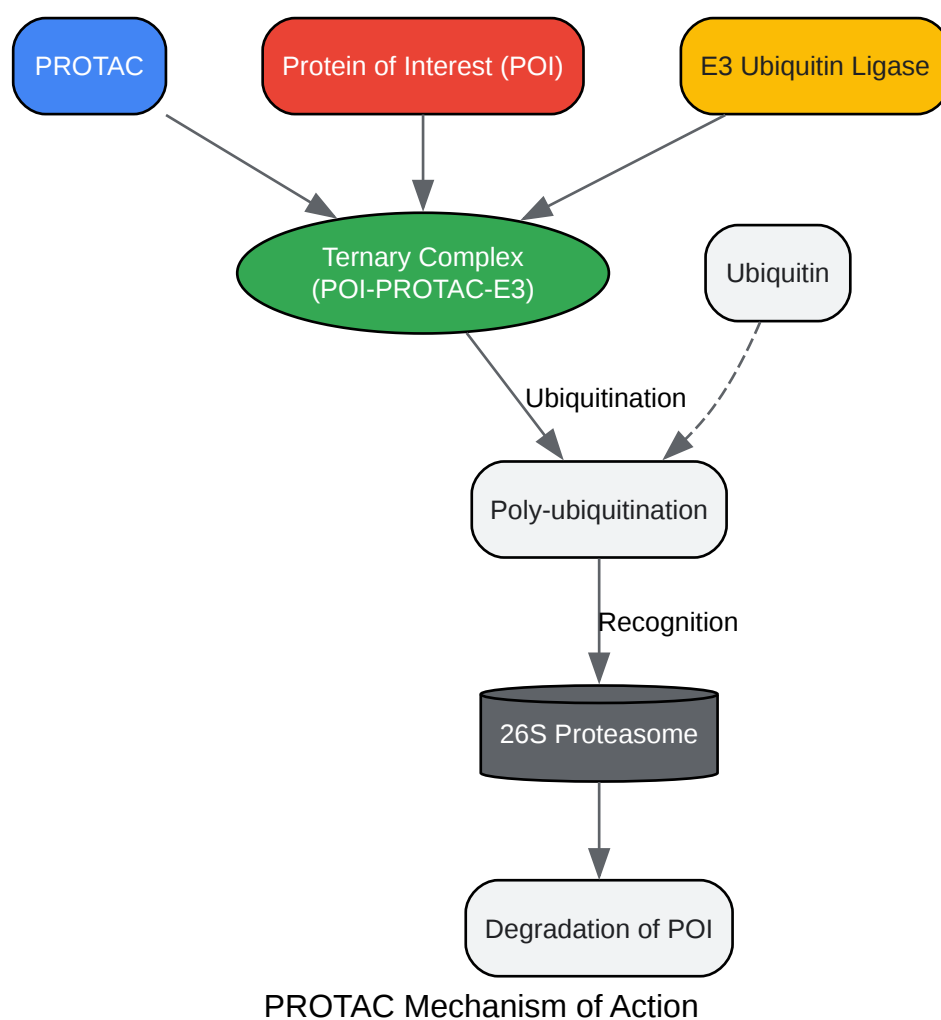 PROTAC
Protein of Interest (POI)
E3 Ubiquitin Ligase
Ternary Complex
(POI-PROTAC-E3)
Ubiquitin
Ubiquitination
Poly-ubiquitination
Recognition
26S Proteasome
Degradation of POI
PROTAC Mechanism of Action